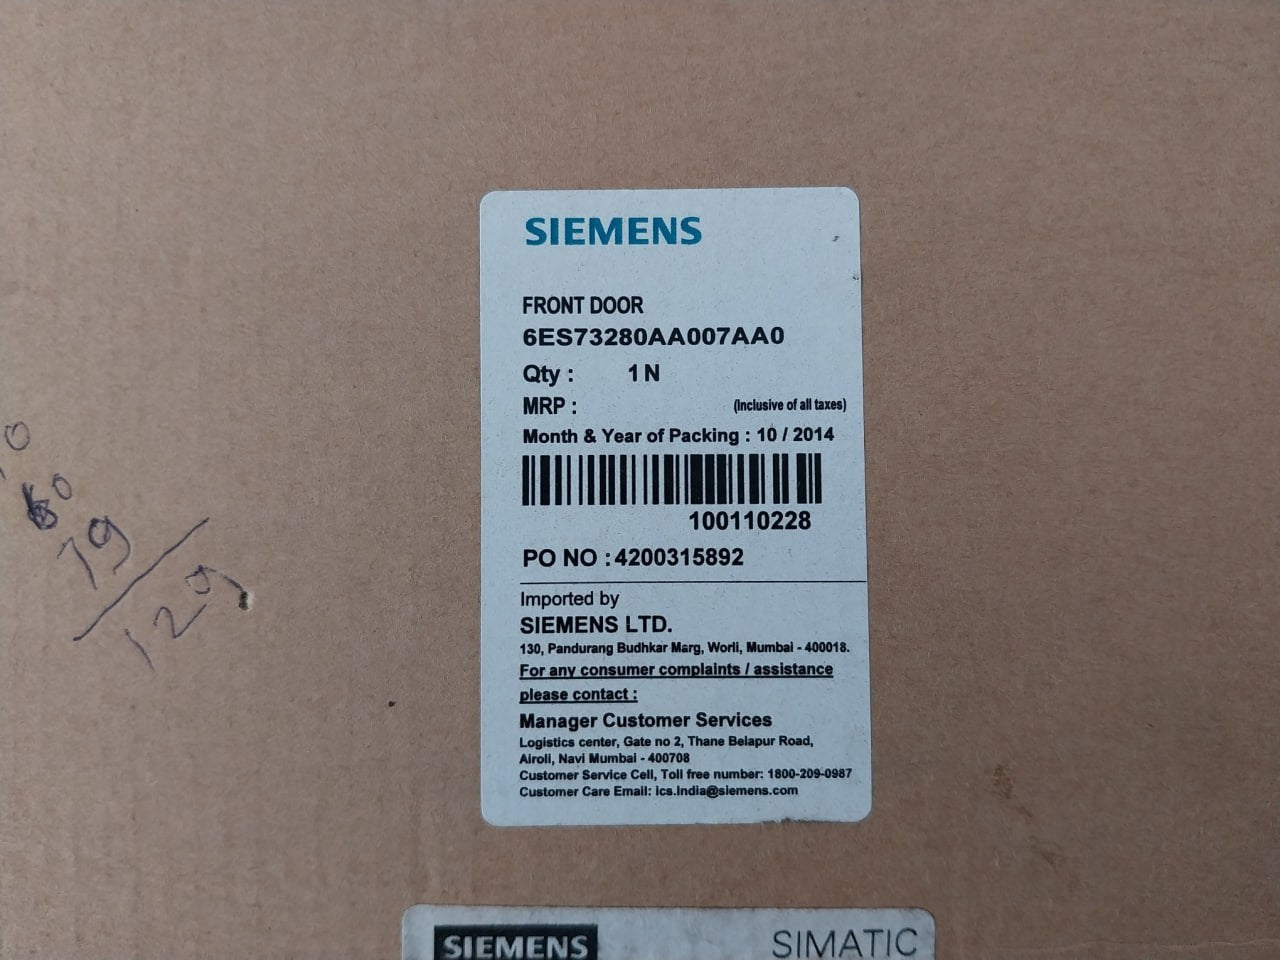 SIEMENS
FRONT DOOR
6ES73280AA007AA0
Qty : 1 N
MRP : (Inclusive of all taxes)
Month & Year of Packing : 10 / 2014
100110228
PO NO : 4200315892
Imported by
SIEMENS LTD.
130, Pandurang Budhkar Marg, Worli, Mumbai - 400018.
For any consumer complaints / assistance
please contact :
Manager Customer Services
Logistics center, Gate no 2, Thane Belapur Road,
Airoli, Navi Mumbai - 400708
Customer Service Cell, Toll free number: 1800-209-0987
Customer Care Email: ics.india@siemens.com
SIEMENS SIMATIC
79
129